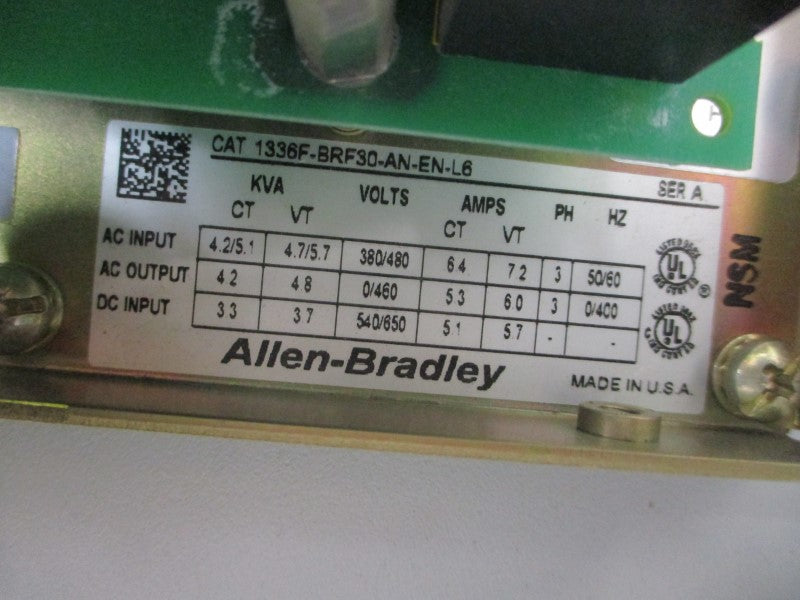 CAT 1336F-BRF30-AN-EN-L6
SER A
KVA VOLTS AMPS PH HZ
CT VT CT VT
AC INPUT 4.2/5.1 4.7/5.7 380/480 6.4 7.2 3 50/60
AC OUTPUT 4.2 4.8 0/460 5.3 6.0 3 0/400
DC INPUT 3.3 3.7 540/650 5.1 5.7 - -
Allen-Bradley
MADE IN U.S.A.
UL
®
UL
NSM